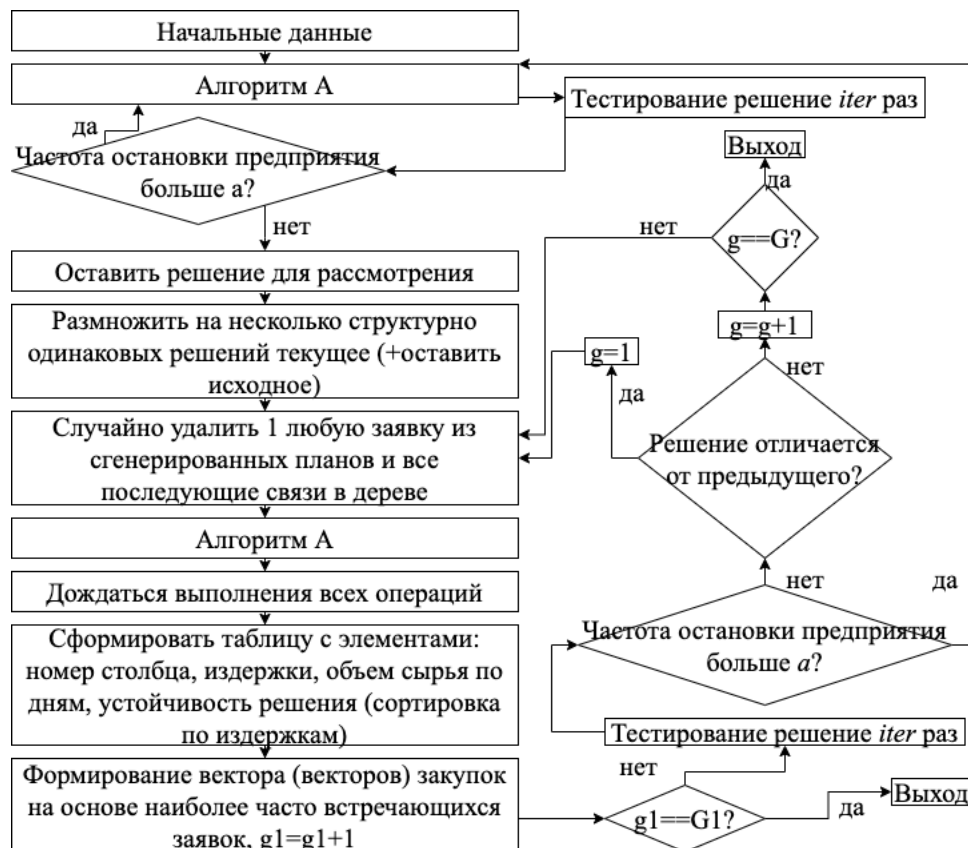 Начальные данные
Алгоритм А
Тестирование решение iter раз
да
Частота остановки предприятия
больше а?
нет
Оставить решение для рассмотрения
Размножить на несколько структурно
одинаковых решений текущее (+оставить
исходное)
Случайно удалить 1 любую заявку из
сгенерированных планов и все
последующие связи в дереве
Алгоритм А
Дождаться выполнения всех операций
Сформировать таблицу с элементами:
номер столбца, издержки, объем сырья по
дням, устойчивость решения (сортировка
по издержкам)
Формирование вектора (векторов) закупок
на основе наиболее часто встречающихся
заявок, g1=g1+1
g1==G1?
да
Выход
нет
Тестирование решение iter раз
Частота остановки предприятия
больше a?
да
нет
Решение отличается
от предыдущего?
да
g=1
нет
g=g+1
g==G?
нет
да
Выход